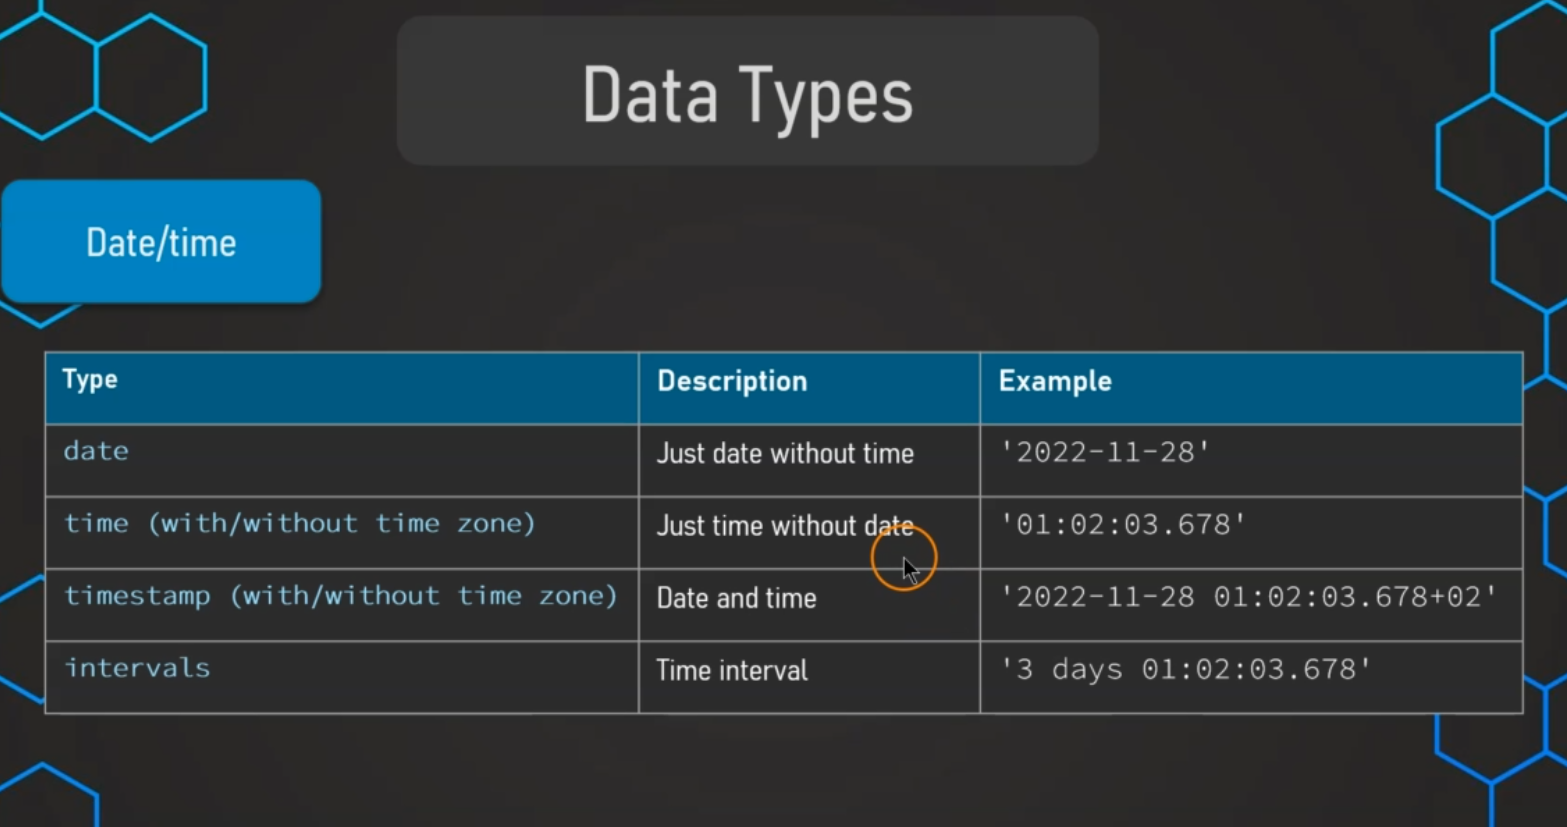 Data Types
Date/time
Type Description Example
date Just date without time '2022-11-28'
time (with/without time zone) Just time without date '01:02:03.678'
timestamp (with/without time zone) Date and time '2022-11-28 01:02:03.678+02'
intervals Time interval '3 days 01:02:03.678'